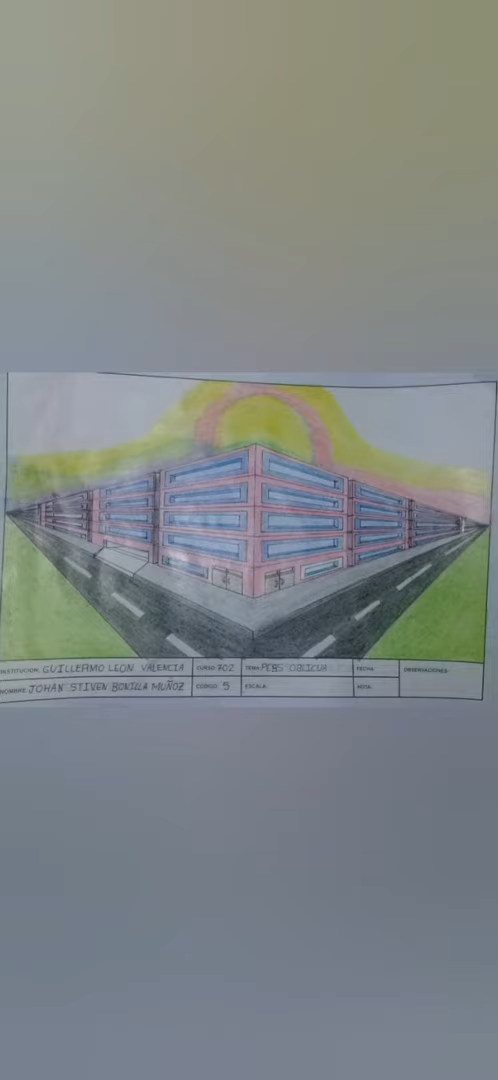 INSTITUCION: GUILLERMO LEON VALENCIA CURSO: 702 TEMA: PERS OBLICUA FECHA: OBSERVACIONES:
NOMBRE: JOHAN STIVEN BONILLA MUÑOZ CODIGO: 5 ESCALA: NOTA: